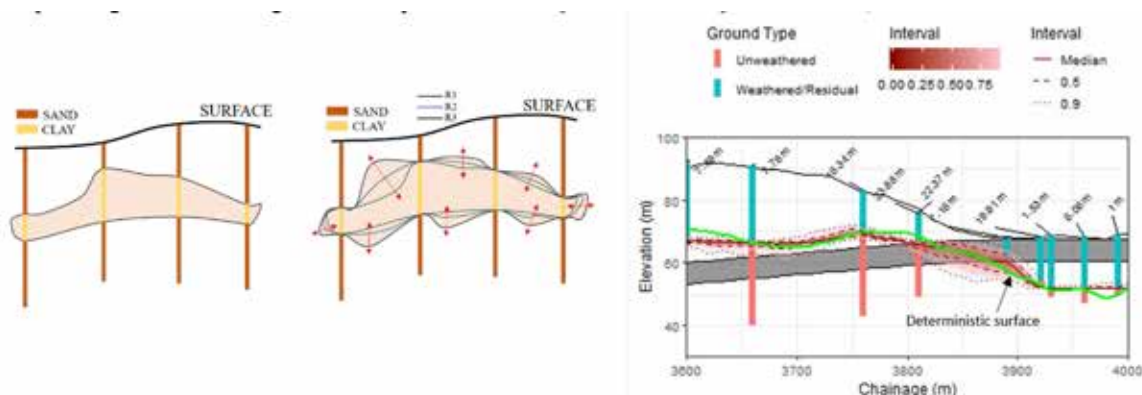 SAND
CLAY
SURFACE
R1
R2
R3
SAND
CLAY
SURFACE
Ground Type
Unweathered
Weathered/Residual
Interval
0.00 0.25 0.50 0.75
Interval
Median
0.5
0.9
100
80
60
40
Elevation (m)
1.78 m
22.37 m
19.81 m
1.53 m
6.06 m
1 m
Deterministic surface
3600
3700
3800
3900
4000
Chainage (m)